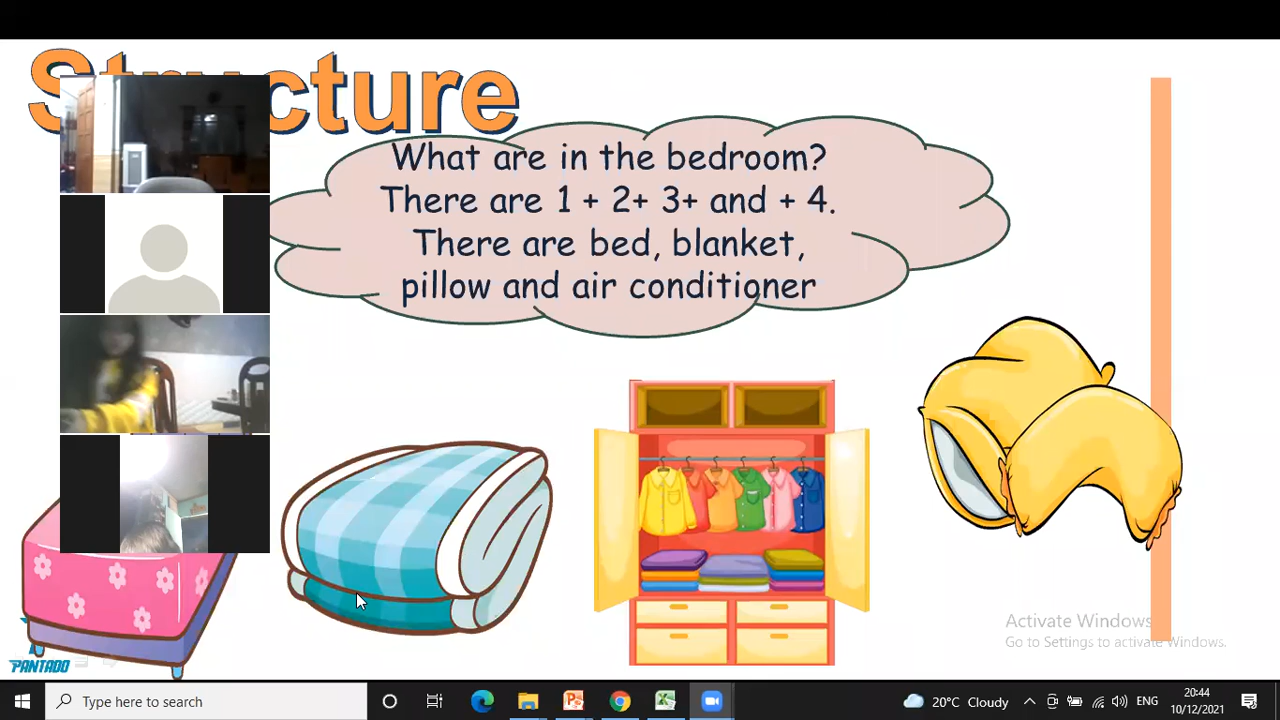 Structure
What are in the bedroom?
There are 1 + 2+ 3+ and + 4.
There are bed, blanket,
pillow and air conditioner
Activate Windows
Go to Settings to activate Windows.
PANTADO
Type here to search
20°C Cloudy
ENG
20:44
10/12/2021